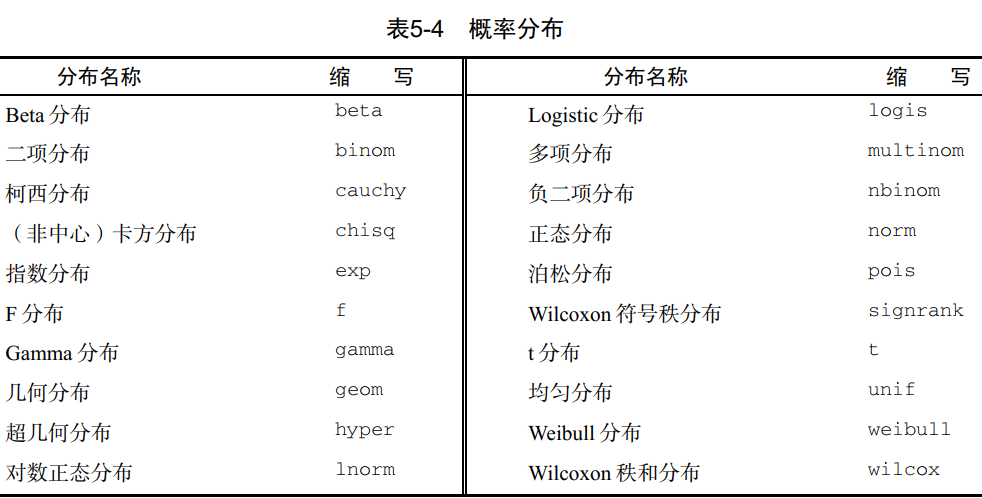 表5-4 概率分布
分布名称 缩 写 分布名称 缩 写
Beta 分布 beta Logistic 分布 logis
二项分布 binom 多项分布 multinom
柯西分布 cauchy 负二项分布 nbinom
（非中心）卡方分布 chisq 正态分布 norm
指数分布 exp 泊松分布 pois
F 分布 f Wilcoxon 符号秩分布 signrank
Gamma 分布 gamma t 分布 t
几何分布 geom 均匀分布 unif
超几何分布 hyper Weibull 分布 weibull
对数正态分布 lnorm Wilcoxon 秩和分布 wilcox